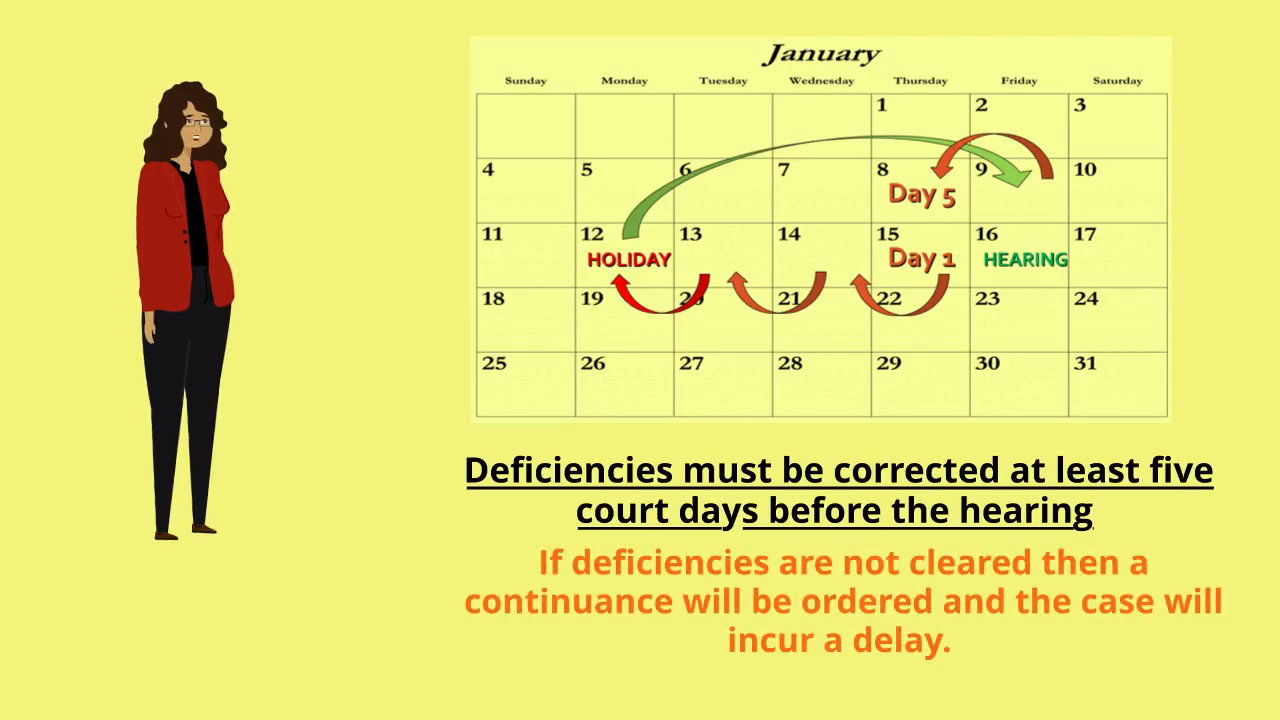 January
Sunday Monday Tuesday Wednesday Thursday Friday Saturday
1 2 3
4 5 6 7 8 9 10
Day 5
11 12 13 14 15 16 17
HOLIDAY Day 1 HEARING
18 19 20 21 22 23 24
25 26 27 28 29 30 31
Deficiencies must be corrected at least five
court days before the hearing
If deficiencies are not cleared then a
continuance will be ordered and the case will
incur a delay.